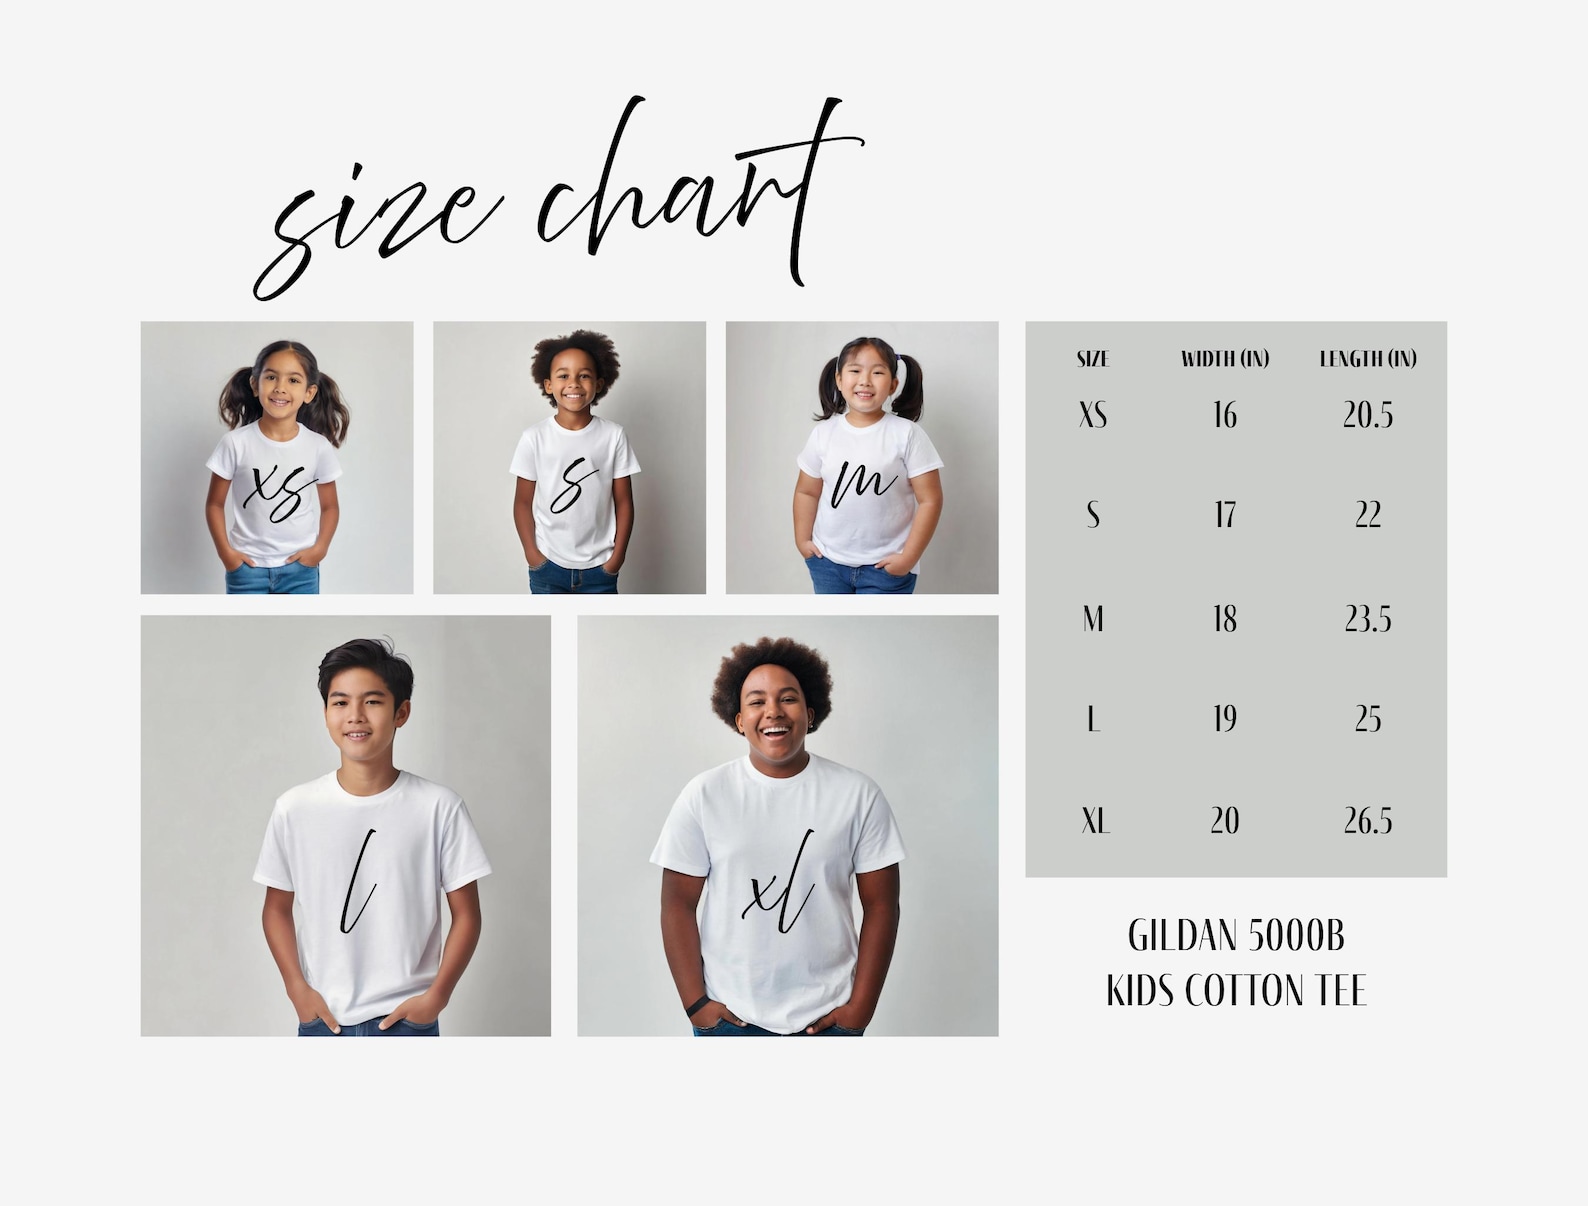 size chart
xs
s
m
l
xl
SIZE WIDTH (IN) LENGTH (IN)
XS 16 20.5
S 17 22
M 18 23.5
L 19 25
XL 20 26.5
GILDAN 5000B
KIDS COTTON TEE